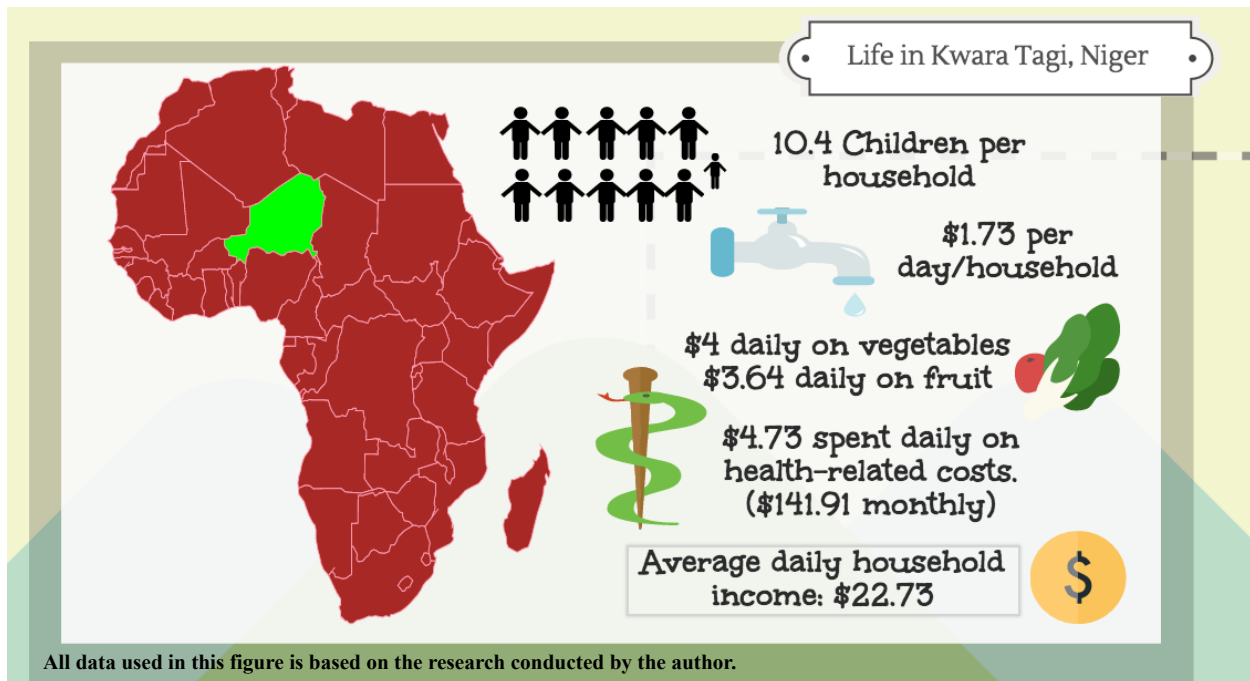 Life in Kwara Tagi, Niger
10.4 Children per
household
$1.73 per
day/household
$4 daily on vegetables
$3.64 daily on fruit
$4.73 spent daily on
health-related costs.
($141.91 monthly)
Average daily household
income: $22.73
$
All data used in this figure is based on the research conducted by the author.